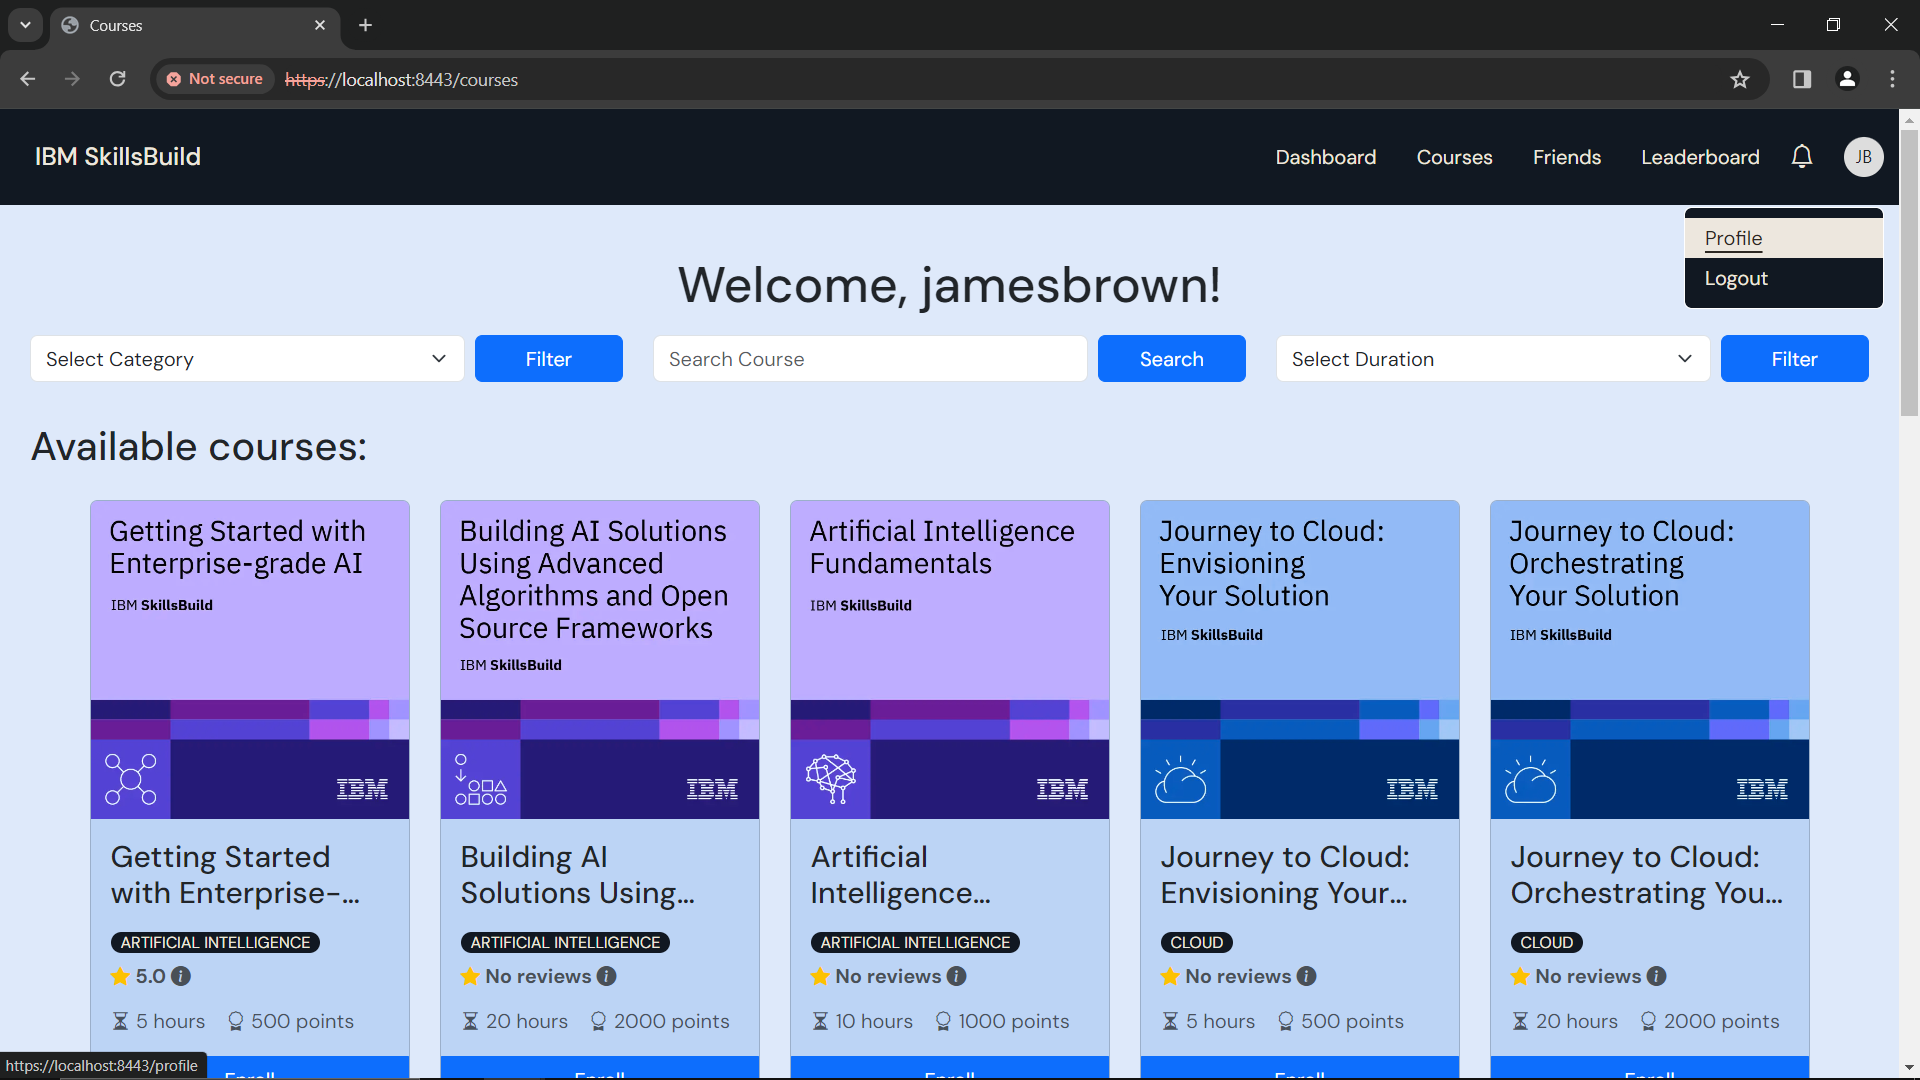 Courses
Not secure
https://localhost:8443/courses
IBM SkillsBuild
Dashboard
Courses
Friends
Leaderboard
JB
Profile
Logout
Welcome, jamesbrown!
Select Category
Filter
Search Course
Search
Select Duration
Filter
Available courses:
Getting Started with
Enterprise-grade AI
IBM SkillsBuild
IBM
Getting Started
with Enterprise-...
ARTIFICIAL INTELLIGENCE
5.0
5 hours
500 points
Enroll
Building AI Solutions
Using Advanced
Algorithms and Open
Source Frameworks
IBM SkillsBuild
IBM
Building AI
Solutions Using...
ARTIFICIAL INTELLIGENCE
No reviews
20 hours
2000 points
Enroll
Artificial Intelligence
Fundamentals
IBM SkillsBuild
IBM
Artificial
Intelligence...
ARTIFICIAL INTELLIGENCE
No reviews
10 hours
1000 points
Enroll
Journey to Cloud:
Envisioning
Your Solution
IBM SkillsBuild
IBM
Journey to Cloud:
Envisioning Your...
CLOUD
No reviews
5 hours
500 points
Enroll
Journey to Cloud:
Orchestrating
Your Solution
IBM SkillsBuild
IBM
Journey to Cloud:
Orchestrating You...
CLOUD
No reviews
20 hours
2000 points
Enroll
https://localhost:8443/profile